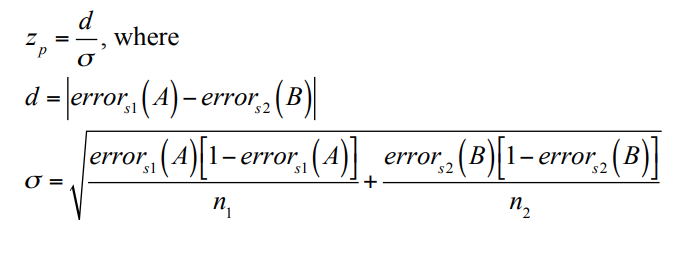 z_p = d/σ, where
d = |error_s1(A) − error_s2(B)|
σ = √(error_s1(A)[1 − error_s1(A)]/n_1 + error_s2(B)[1 − error_s2(B)]/n_2)